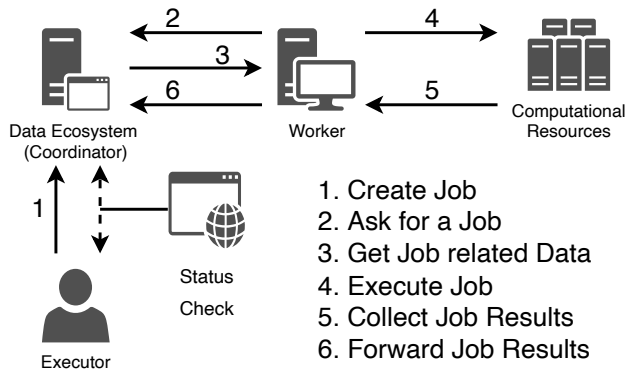 2
4
3
6
5
Data Ecosystem
(Coordinator)
Worker
Computational
Resources
1
Status
Check
Executor
1. Create Job
2. Ask for a Job
3. Get Job related Data
4. Execute Job
5. Collect Job Results
6. Forward Job Results